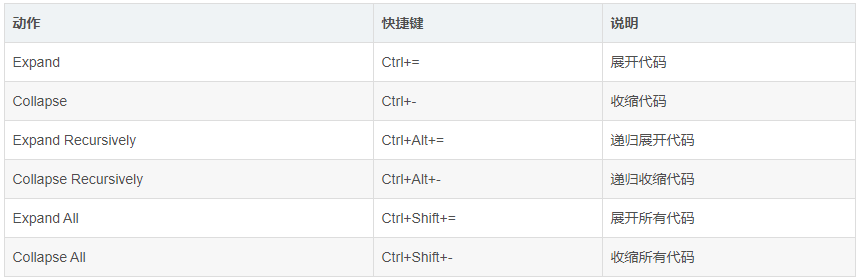 动作 快捷键 说明
Expand Ctrl+= 展开代码
Collapse Ctrl+- 收缩代码
Expand Recursively Ctrl+Alt+= 递归展开代码
Collapse Recursively Ctrl+Alt+- 递归收缩代码
Expand All Ctrl+Shift+= 展开所有代码
Collapse All Ctrl+Shift+- 收缩所有代码